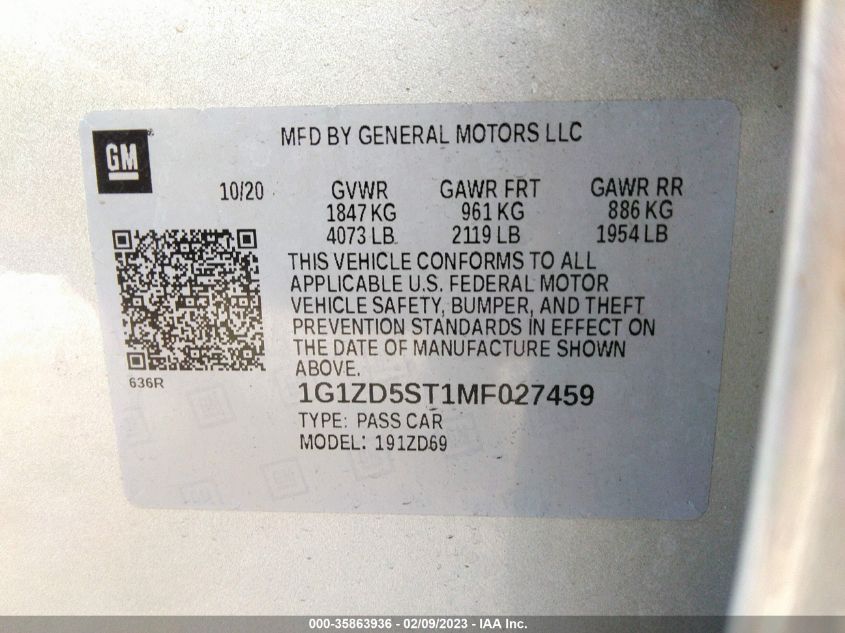 GM
MFD BY GENERAL MOTORS LLC
10/20 GVWR GAWR FRT GAWR RR
1847 KG 961 KG 886 KG
4073 LB 2119 LB 1954 LB
THIS VEHICLE CONFORMS TO ALL
APPLICABLE U.S. FEDERAL MOTOR
VEHICLE SAFETY, BUMPER, AND THEFT
PREVENTION STANDARDS IN EFFECT ON
THE DATE OF MANUFACTURE SHOWN
ABOVE.
636R
1G1ZD5ST1MF027459
TYPE: PASS CAR
MODEL: 191ZD69
000-35863936 - 02/09/2023 - IAA Inc.